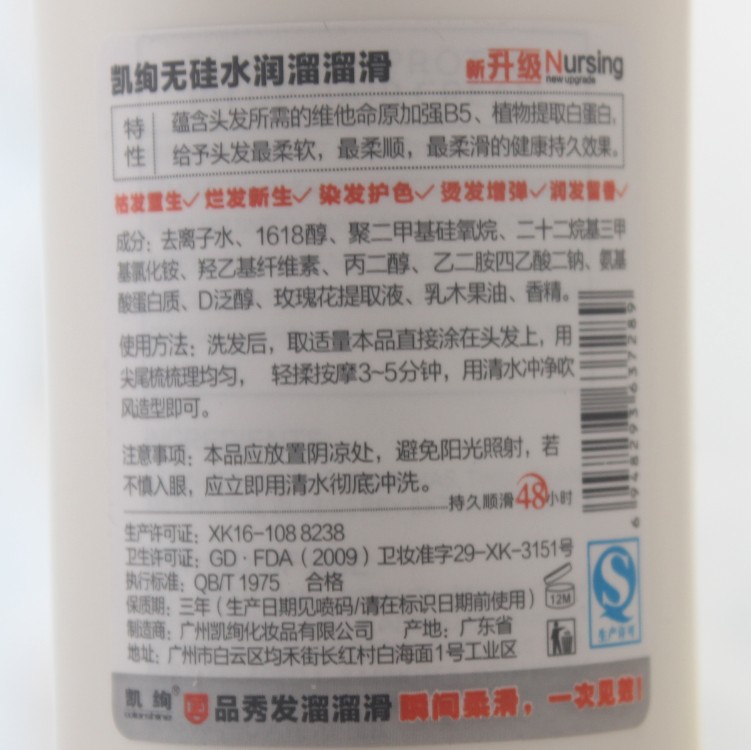 凯绚无硅水润溜溜滑 新升级 Nursing
new upgrade
特性 蕴含头发所需的维他命原加强B5、植物提取白蛋白,
给予头发最柔软，最柔顺，最柔滑的健康持久效果。
枯发重生✓ 烂发新生✓ 染发护色✓ 烫发增弹✓ 润发留香✓
成分：去离子水、1618醇、聚二甲基硅氧烷、二十二烷基三甲
基氯化铵、羟乙基纤维素、丙二醇、乙二胺四乙酸二钠、氨基
酸蛋白质、D泛醇、玫瑰花提取液、乳木果油、香精。
使用方法：洗发后，取适量本品直接涂在头发上，用
尖尾梳梳理均匀， 轻揉按摩3~5分钟，用清水冲净吹
风造型即可。
注意事项：本品应放置阴凉处，避免阳光照射，若
不慎入眼，应立即用清水彻底冲洗。
持久顺滑48小时
6948293637289
生产许可证：XK16-108 8238
卫生许可证：GD·FDA（2009）卫妆准字29-XK-3151号
执行标准：QB/T 1975 合格
保质期：三年（生产日期见喷码/请在标识日期前使用）
12M
制造商：广州凯绚化妆品有限公司 产地：广东省
地址：广州市白云区均禾街长红村白海面1号工业区
生产许可
凯绚® 品秀发溜溜滑 瞬间柔滑，一次见效!